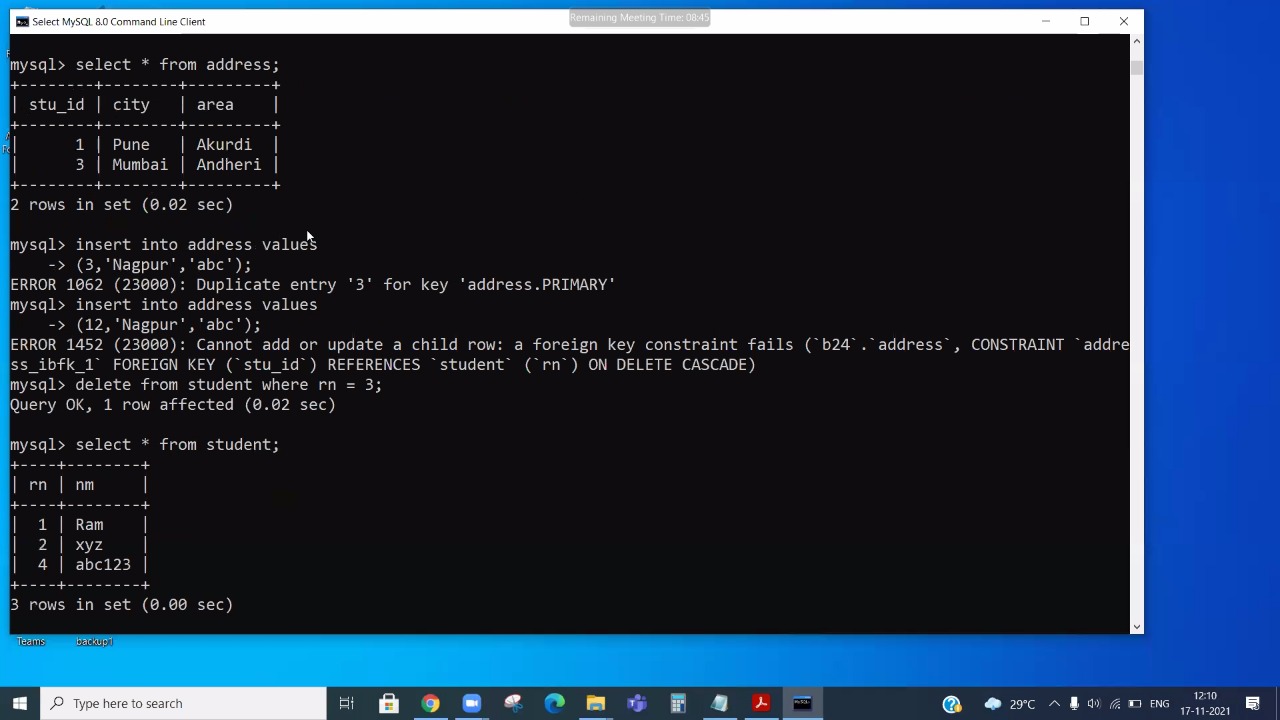 Select MySQL 8.0 Command Line Client
Remaining Meeting Time: 08:45
mysql> select * from address;
+--------+--------+---------+
| stu_id | city   | area    |
+--------+--------+---------+
|      1 | Pune   | Akurdi  |
|      3 | Mumbai | Andheri |
+--------+--------+---------+
2 rows in set (0.02 sec)
mysql> insert into address values
    -> (3,'Nagpur','abc');
ERROR 1062 (23000): Duplicate entry '3' for key 'address.PRIMARY'
mysql> insert into address values
    -> (12,'Nagpur','abc');
ERROR 1452 (23000): Cannot add or update a child row: a foreign key constraint fails (`b24`.`address`, CONSTRAINT `addre
ss_ibfk_1` FOREIGN KEY (`stu_id`) REFERENCES `student` (`rn`) ON DELETE CASCADE)
mysql> delete from student where rn = 3;
Query OK, 1 row affected (0.02 sec)
mysql> select * from student;
+----+--------+
| rn | nm     |
+----+--------+
|  1 | Ram    |
|  2 | xyz    |
|  4 | abc123 |
+----+--------+
3 rows in set (0.00 sec)
Teams backup1
Type here to search
29°C ENG 12:10
17-11-2021